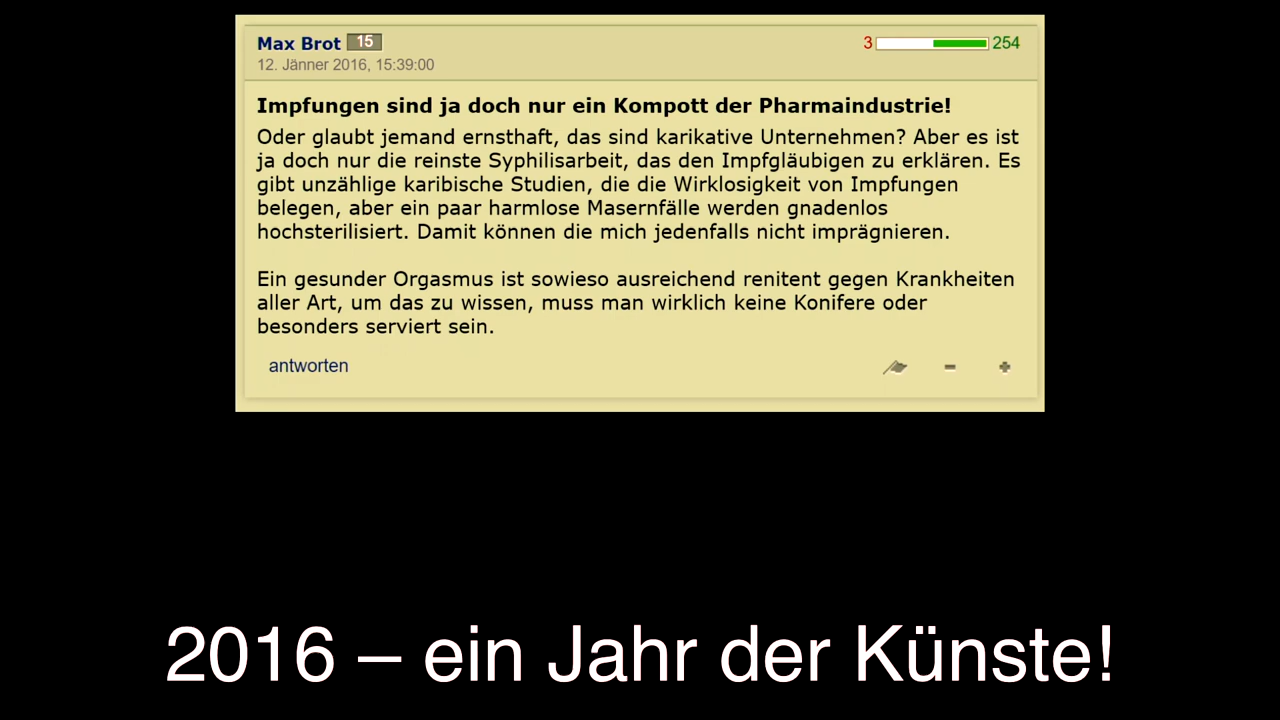 Max Brot 15
3 254
12. Jänner 2016, 15:39:00
Impfungen sind ja doch nur ein Kompott der Pharmaindustrie!
Oder glaubt jemand ernsthaft, das sind karikative Unternehmen? Aber es ist
ja doch nur die reinste Syphilisarbeit, das den Impfgläubigen zu erklären. Es
gibt unzählige karibische Studien, die die Wirklosigkeit von Impfungen
belegen, aber ein paar harmlose Masernfälle werden gnadenlos
hochsterilisiert. Damit können die mich jedenfalls nicht imprägnieren.
Ein gesunder Orgasmus ist sowieso ausreichend renitent gegen Krankheiten
aller Art, um das zu wissen, muss man wirklich keine Konifere oder
besonders serviert sein.
antworten
2016 – ein Jahr der Künste!